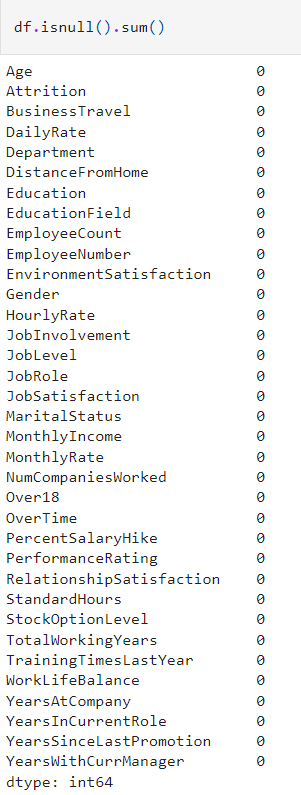 df.isnull().sum()
Age 0
Attrition 0
BusinessTravel 0
DailyRate 0
Department 0
DistanceFromHome 0
Education 0
EducationField 0
EmployeeCount 0
EmployeeNumber 0
EnvironmentSatisfaction 0
Gender 0
HourlyRate 0
JobInvolvement 0
JobLevel 0
JobRole 0
JobSatisfaction 0
MaritalStatus 0
MonthlyIncome 0
MonthlyRate 0
NumCompaniesWorked 0
Over18 0
OverTime 0
PercentSalaryHike 0
PerformanceRating 0
RelationshipSatisfaction 0
StandardHours 0
StockOptionLevel 0
TotalWorkingYears 0
TrainingTimesLastYear 0
WorkLifeBalance 0
YearsAtCompany 0
YearsInCurrentRole 0
YearsSinceLastPromotion 0
YearsWithCurrManager 0
dtype: int64